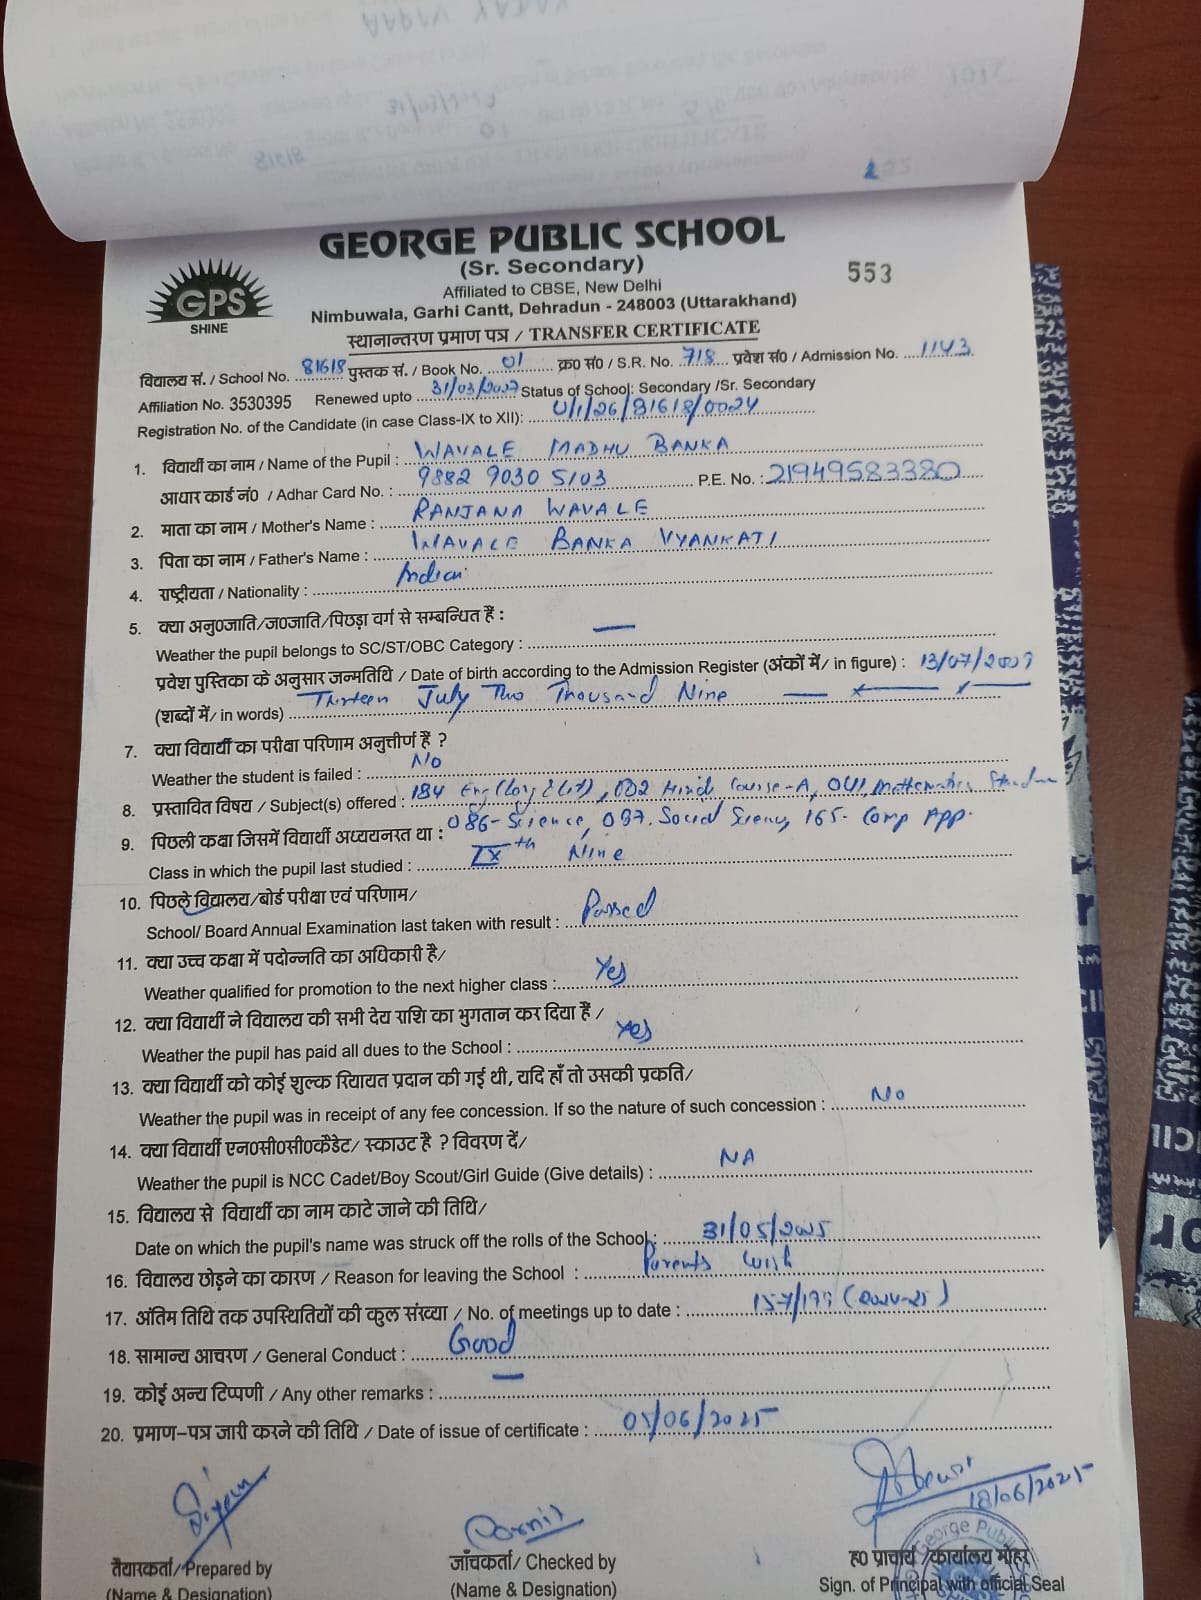 GEORGE PUBLIC SCHOOL
(Sr. Secondary)
553
Affiliated to CBSE, New Delhi
GPS
SHINE
Nimbuwala, Garhi Cantt, Dehradun - 248003 (Uttarakhand)
स्थानान्तरण प्रमाण पत्र / TRANSFER CERTIFICATE
विद्यालय सं. / School No. 81618 पुस्तक सं. / Book No. 01 क्र० सं० / S.R. No. 718 प्रवेश सं० / Admission No. 1143
Affiliation No. 3530395 Renewed upto 31/03/2027 Status of School: Secondary /Sr. Secondary
Registration No. of the Candidate (in case Class-IX to XII): U/1/26/81618/0024
1. विद्यार्थी का नाम / Name of the Pupil : WAVALE MADHU BANKA
आधार कार्ड नं० / Adhar Card No. : 9882 9030 5103 P.E. No. : 21949583380
2. माता का नाम / Mother's Name : RANJANA WAVALE
3. पिता का नाम / Father's Name : WAVALE BANKA VYANKATI
4. राष्ट्रीयता / Nationality : Indian
5. क्या अनु०जाति/ज०जाति/पिछड़ा वर्ग से सम्बन्धित हैं : —
Weather the pupil belongs to SC/ST/OBC Category :
प्रवेश पुस्तिका के अनुसार जन्मतिथि / Date of birth according to the Admission Register (अंकों में/ in figure) : 13/07/2009
(शब्दों में/ in words) Thirteen July Two Thousand Nine
7. क्या विद्यार्थी का परीक्षा परिणाम अनुत्तीर्ण हैं ?
Weather the student is failed : No
8. प्रस्तावित विषय / Subject(s) offered : 184 Eng (Lang & Lit), 002 Hindi Course-A, 041, Mathematics
086-Science, 087. Social Science, 165- Comp App.
9. पिछली कक्षा जिसमें विद्यार्थी अध्ययनरत था :
Class in which the pupil last studied : IXth Nine
10. पिछले विद्यालय/बोर्ड परीक्षा एवं परिणाम/
School/ Board Annual Examination last taken with result : Passed
11. क्या उच्च कक्षा में पदोन्नति का अधिकारी है/
Weather qualified for promotion to the next higher class : Yes
12. क्या विद्यार्थी ने विद्यालय की सभी देय राशि का भुगतान कर दिया हैं /
Weather the pupil has paid all dues to the School : Yes
13. क्या विद्यार्थी को कोई शुल्क रियायत प्रदान की गई थी, यदि हाँ तो उसकी प्रकति/
Weather the pupil was in receipt of any fee concession. If so the nature of such concession : No
14. क्या विद्यार्थी एन०सी०सी०कैडेट/ स्काउट है ? विवरण दें/
Weather the pupil is NCC Cadet/Boy Scout/Girl Guide (Give details) : NA
15. विद्यालय से विद्यार्थी का नाम काटे जाने की तिथि/
Date on which the pupil's name was struck off the rolls of the School: 31/05/2025
16. विद्यालय छोड़ने का कारण / Reason for leaving the School : Parents Wish
17. अंतिम तिथि तक उपस्थितियों की कुल संख्या / No. of meetings up to date : 157/
18. सामान्य आचरण / General Conduct : Good
19. कोई अन्य टिप्पणी / Any other remarks : —
20. प्रमाण–पत्र जारी करने की तिथि / Date of issue of certificate : 05/06/2025
18/06/2025
George Public
तैयारकर्ता/Prepared by जाँचकर्ता/ Checked by ह० प्राचार्य /कार्यालय मोहर
(Name & Designation) (Name & Designation) Sign. of Principal with official Seal